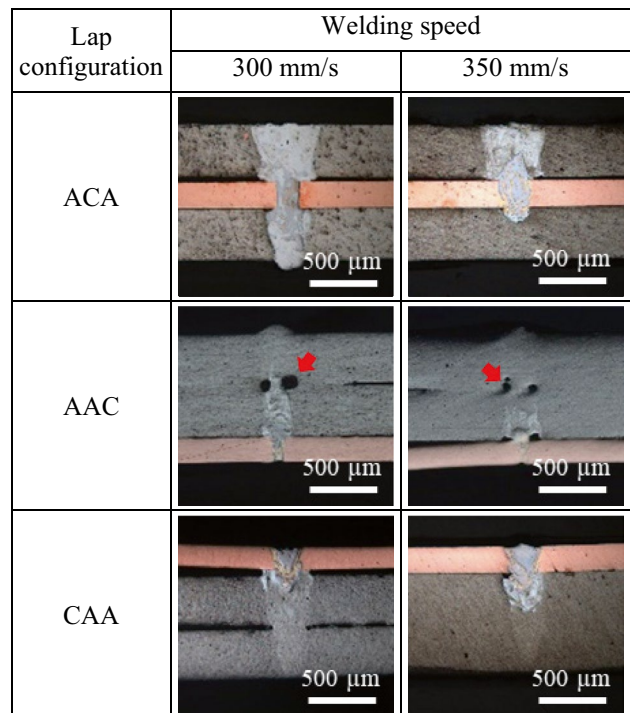 Lap
configuration
Welding speed
300 mm/s
350 mm/s
ACA
500 µm
500 µm
AAC
500 µm
500 µm
CAA
500 µm
500 µm